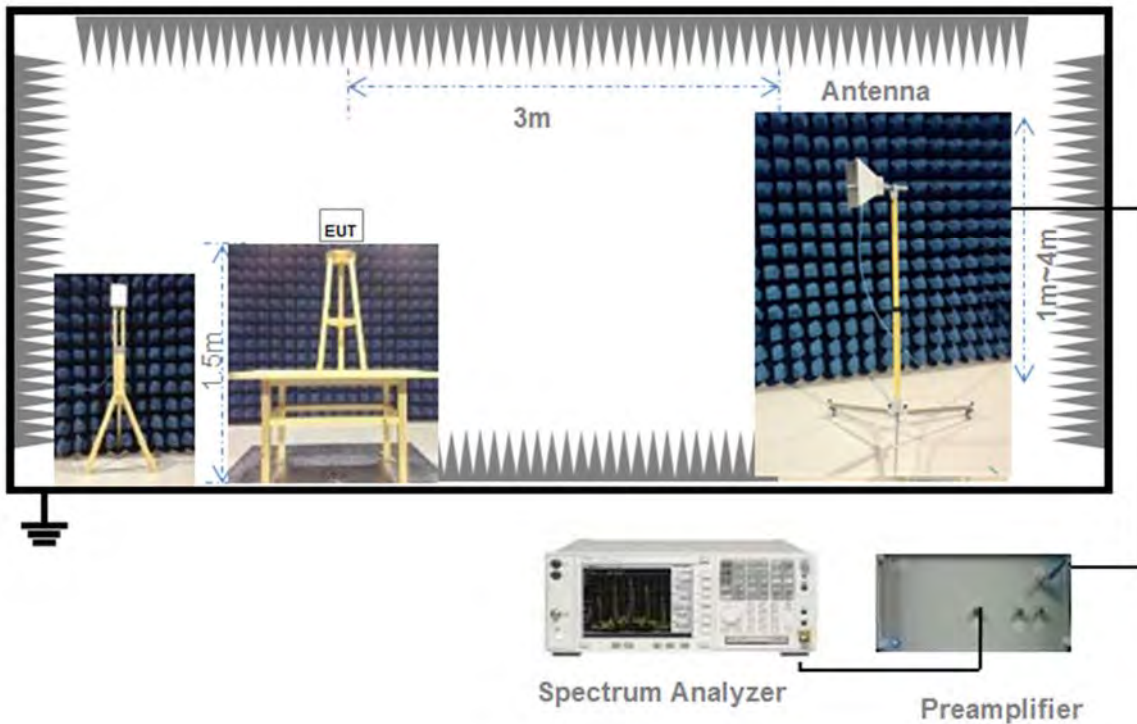 Antenna
3m
EUT
1.5m
1m~4m
Spectrum Analyzer
Preamplifier